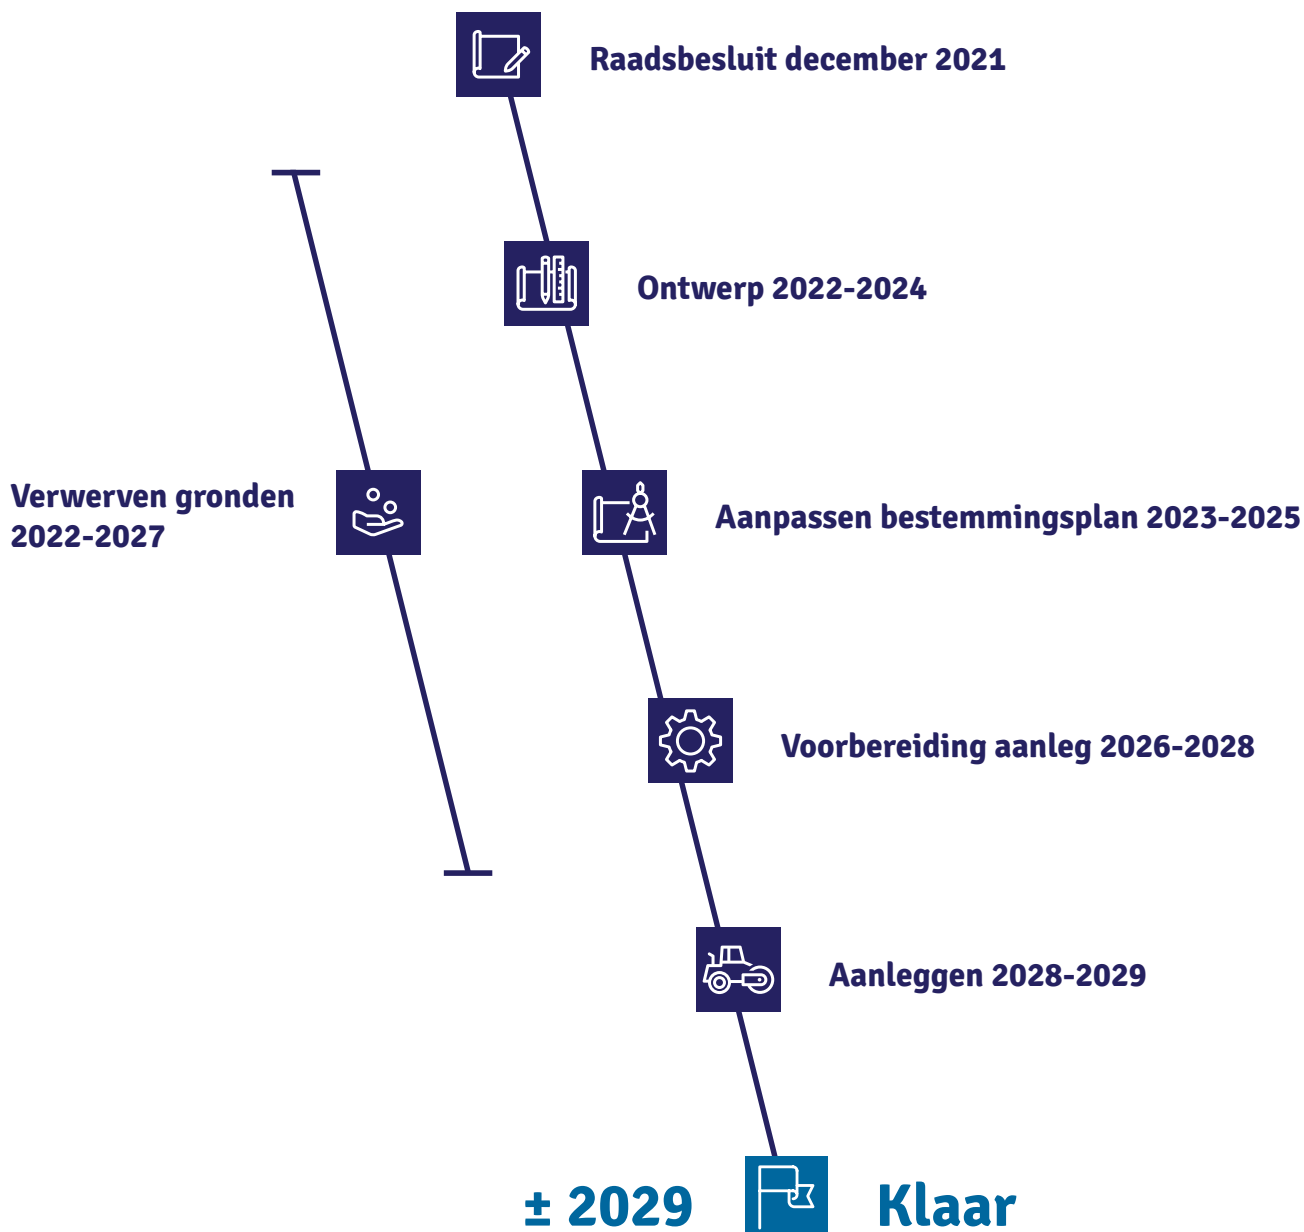 Raadsbesluit december 2021
Ontwerp 2022-2024
Verwerven gronden
2022-2027
Aanpassen bestemmingsplan 2023-2025
Voorbereiding aanleg 2026-2028
Aanleggen 2028-2029
± 2029 Klaar